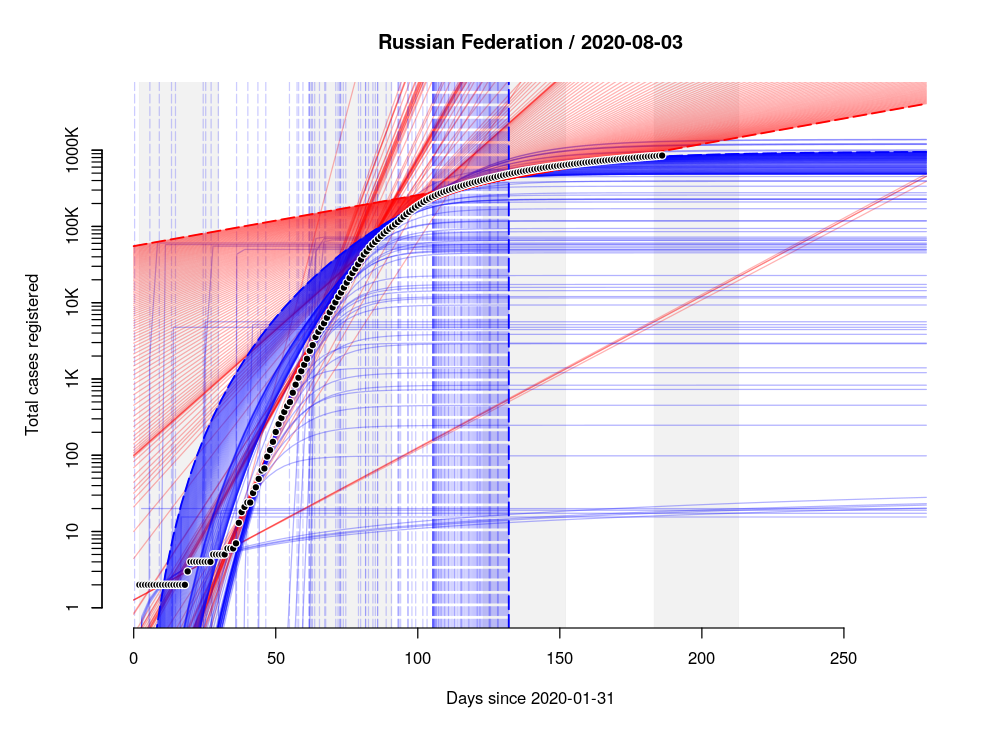 Russian Federation / 2020-08-03
Total cases registered
1000K
100K
10K
1K
100
10
1
0 50 100 150 200 250
Days since 2020-01-31